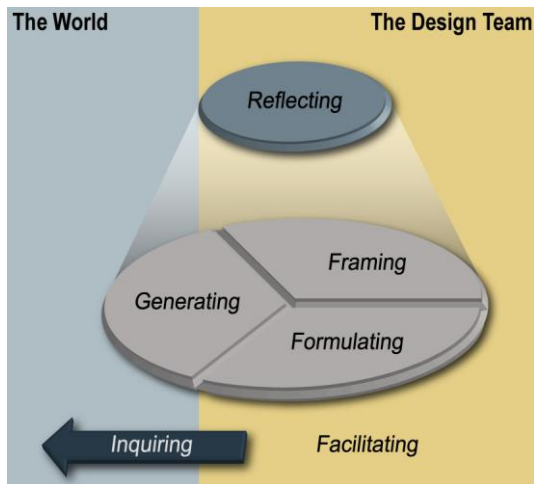 The World
The Design Team
Reflecting
Framing
Generating
Formulating
Inquiring
Facilitating